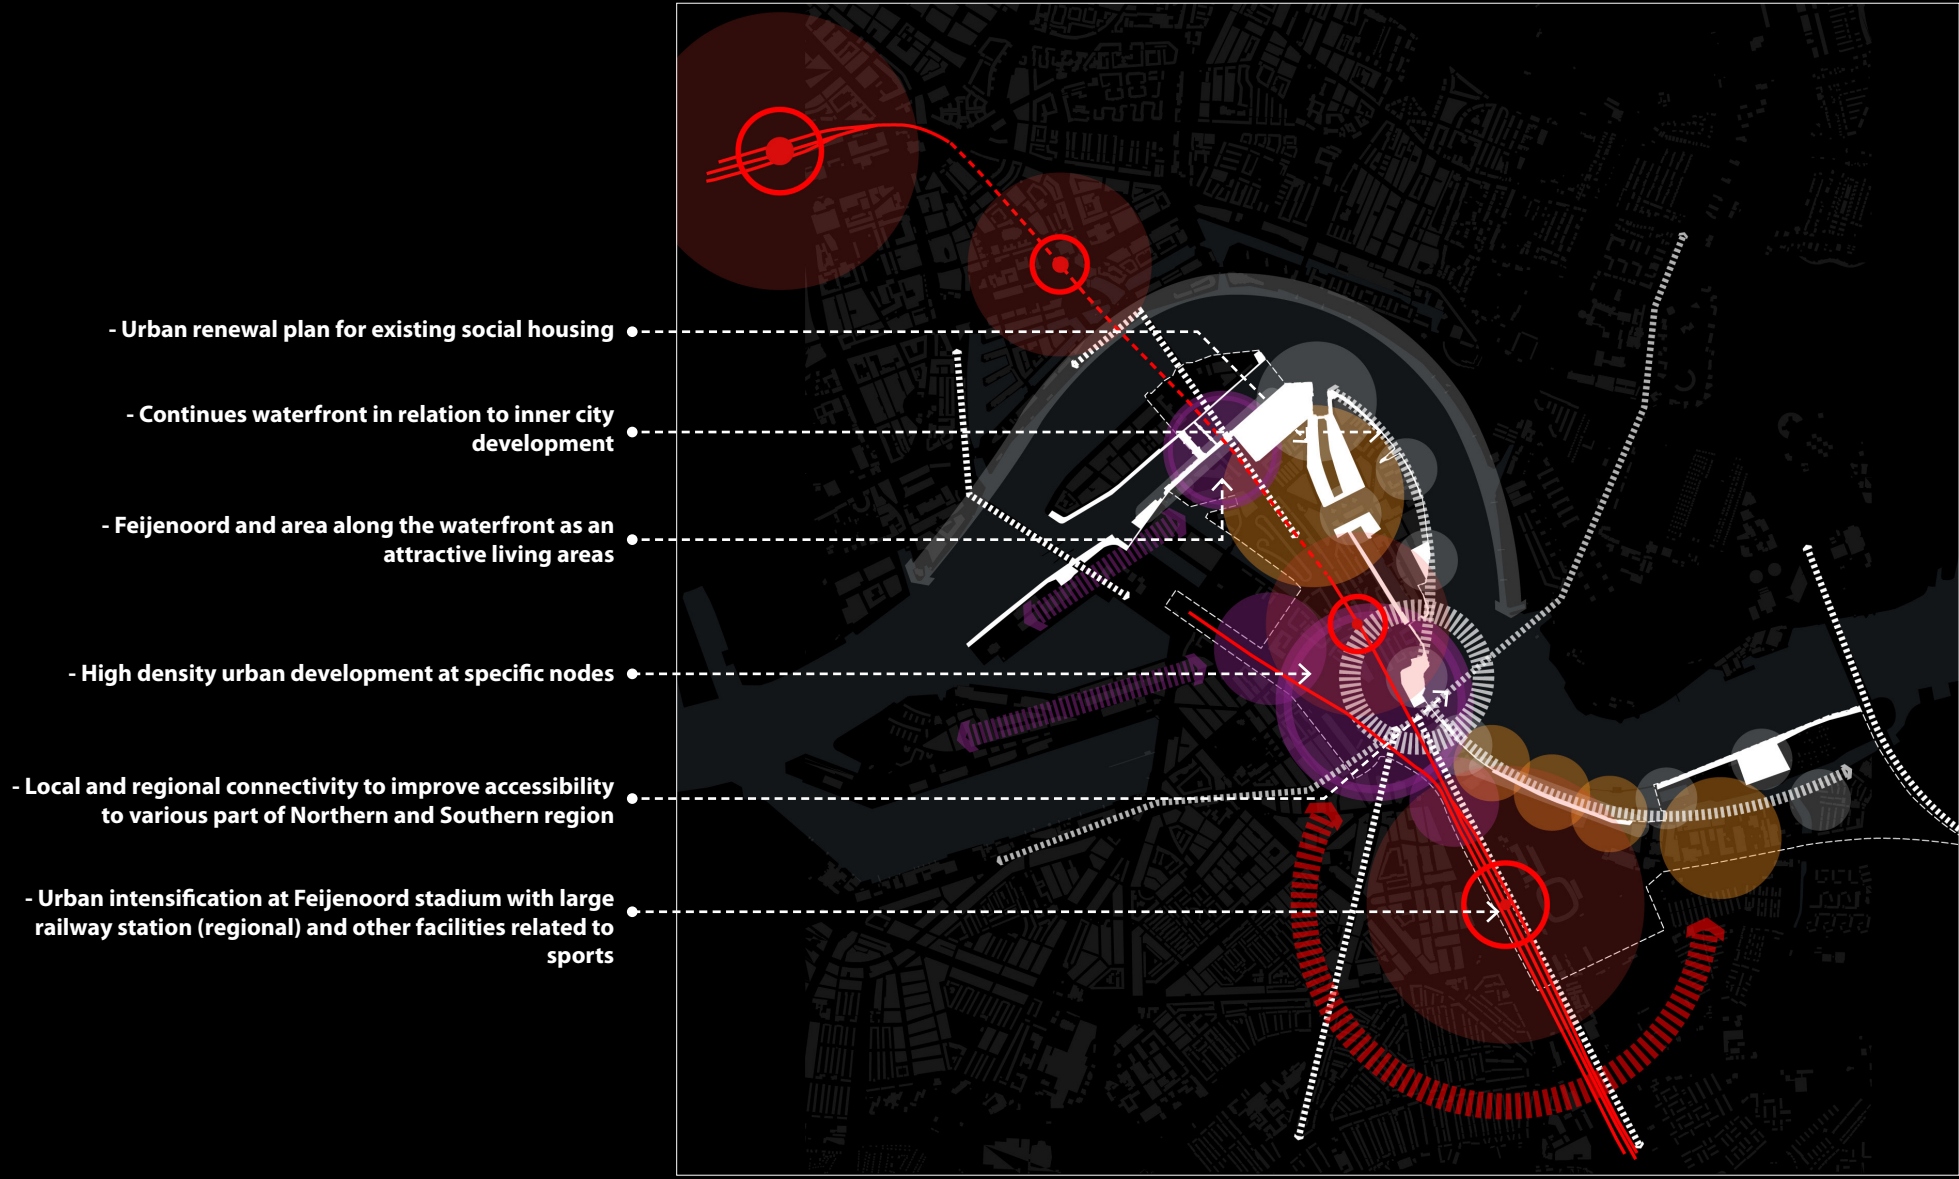 - Urban renewal plan for existing social housing
- Continues waterfront in relation to inner city
development
- Feijenoord and area along the waterfront as an
attractive living areas
- High density urban development at specific nodes
- Local and regional connectivity to improve accessibility
to various part of Northern and Southern region
- Urban intensification at Feijenoord stadium with large
railway station (regional) and other facilities related to
sports